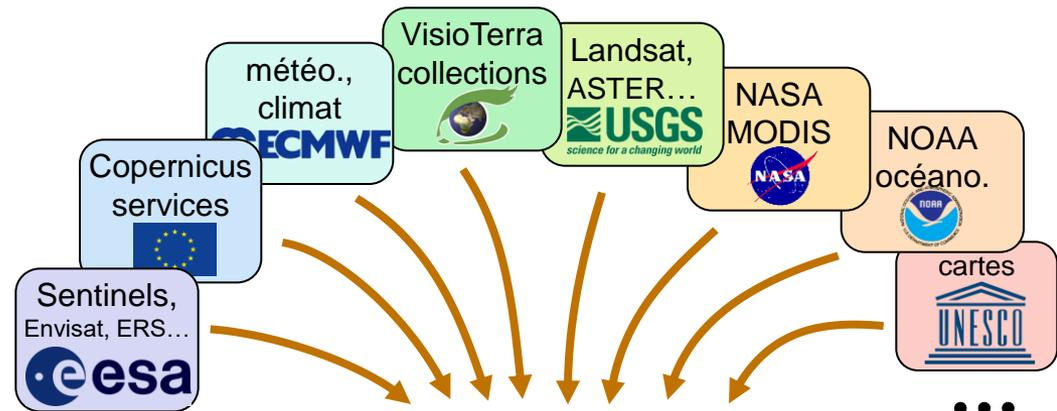 VisioTerra
collections
météo.,
climat
ECMWF
Landsat,
ASTER...
USGS
science for a changing world
NASA
MODIS
NASA
NOAA
océano.
NOAA
Copernicus
services
cartes
UNESCO
Sentinels,
Envisat, ERS...
esa
...